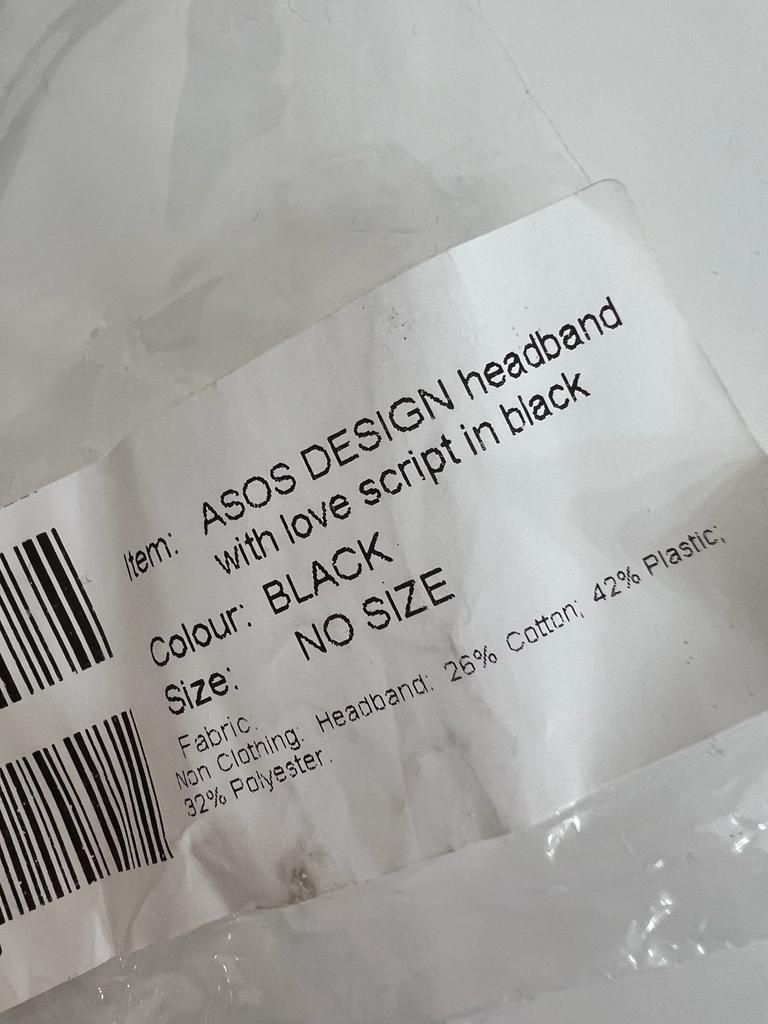 Item: ASOS DESIGN headband
with love script in black
Colour: BLACK
Size: NO SIZE
Fabric:
Non Clothing: Headband: 26% Cotton; 42% Plastic;
32% Polyester.